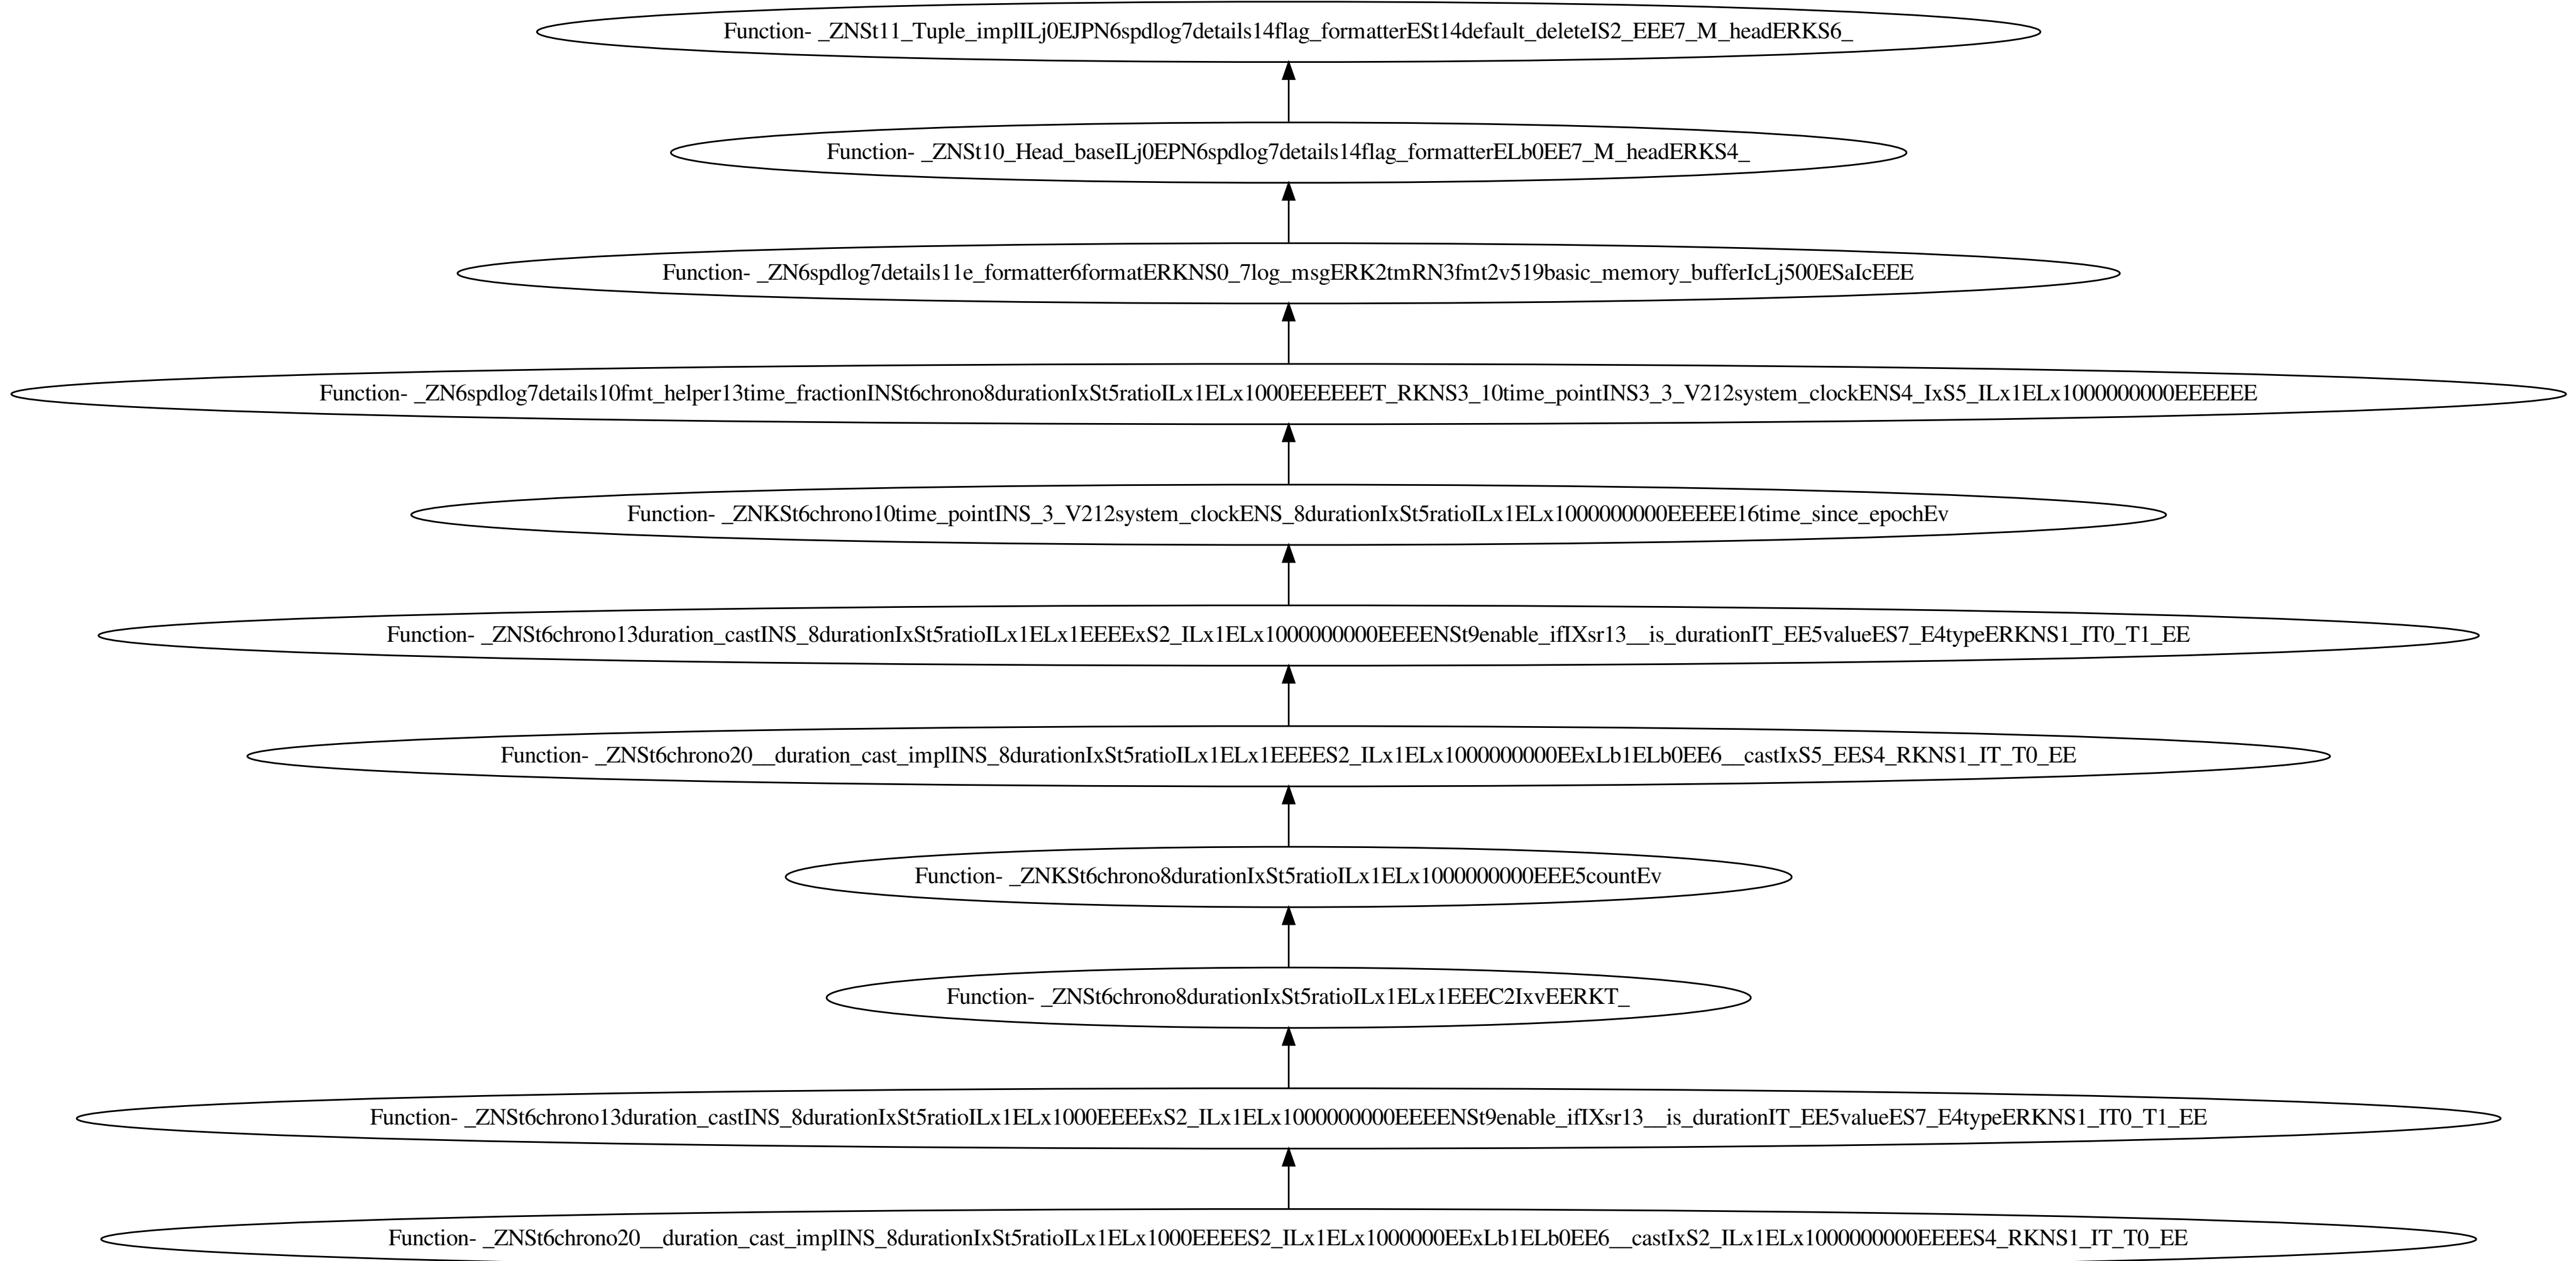 Function- _ZNSt11_Tuple_implILj0EJPN6spdlog7details14flag_formatterESt14default_deleteIS2_EEE7_M_headERKS6_
Function- _ZNSt10_Head_baseILj0EPN6spdlog7details14flag_formatterELb0EE7_M_headERKS4_
Function- _ZN6spdlog7details11e_formatter6formatERKNS0_7log_msgERK2tmRN3fmt2v519basic_memory_bufferIcLj500ESaIcEEE
Function- _ZN6spdlog7details10fmt_helper13time_fractionINSt6chrono8durationIxSt5ratioILx1ELx1000EEEEEET_RKNS3_10time_pointINS3_3_V212system_clockENS4_IxS5_ILx1ELx1000000000EEEEEE
Function- _ZNKSt6chrono10time_pointINS_3_V212system_clockENS_8durationIxSt5ratioILx1ELx1000000000EEEEE16time_since_epochEv
Function- _ZNSt6chrono13duration_castINS_8durationIxSt5ratioILx1ELx1EEEExS2_ILx1ELx1000000000EEEENSt9enable_ifIXsr13__is_durationIT_EE5valueES7_E4typeERKNS1_IT0_T1_EE
Function- _ZNSt6chrono20__duration_cast_implINS_8durationIxSt5ratioILx1ELx1EEEES2_ILx1ELx1000000000EExLb1ELb0EE6__castIxS5_EES4_RKNS1_IT_T0_EE
Function- _ZNKSt6chrono8durationIxSt5ratioILx1ELx1000000000EEE5countEv
Function- _ZNSt6chrono8durationIxSt5ratioILx1ELx1EEEC2IxvEERKT_
Function- _ZNSt6chrono13duration_castINS_8durationIxSt5ratioILx1ELx1000EEEExS2_ILx1ELx1000000000EEEENSt9enable_ifIXsr13__is_durationIT_EE5valueES7_E4typeERKNS1_IT0_T1_EE
Function- _ZNSt6chrono20__duration_cast_implINS_8durationIxSt5ratioILx1ELx1000EEEES2_ILx1ELx1000000EExLb1ELb0EE6__castIxS2_ILx1ELx1000000000EEEES4_RKNS1_IT_T0_EE